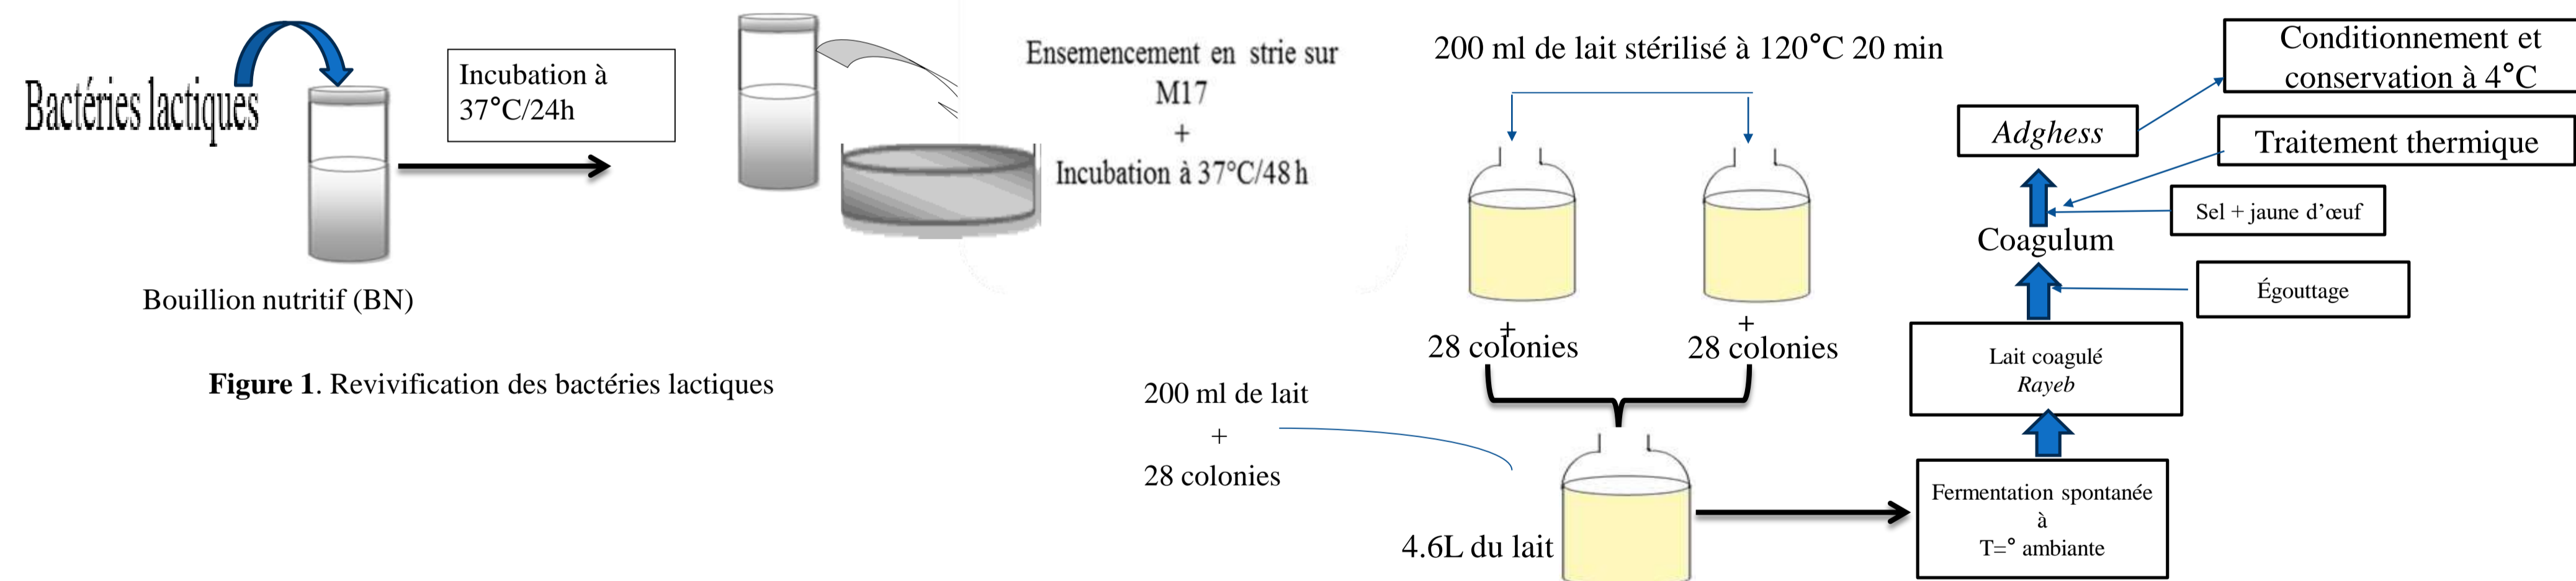 Bactéries lactiques
Incubation à
37°C/24h
Bouillion nutritif (BN)
Ensemencement en strie sur
M17
+
Incubation à 37°C/48 h
Figure 1. Revivification des bactéries lactiques
200 ml de lait stérilisé à 120°C 20 min
+
28 colonies
+
28 colonies
200 ml de lait
+
28 colonies
4.6L du lait
Fermentation spontanée
à
T=° ambiante
Lait coagulé
Rayeb
Égouttage
Coagulum
Sel + jaune d’œuf
Traitement thermique
Adghess
Conditionnement et
conservation à 4°C